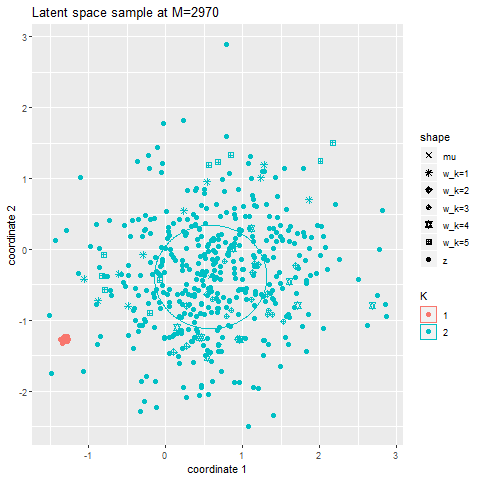 Latent space sample at M=2970
coordinate 2
3
2
1
0
-1
-2
-1
0
1
2
3
coordinate 1
shape
mu
w_k=1
w_k=2
w_k=3
w_k=4
w_k=5
z
K
1
2